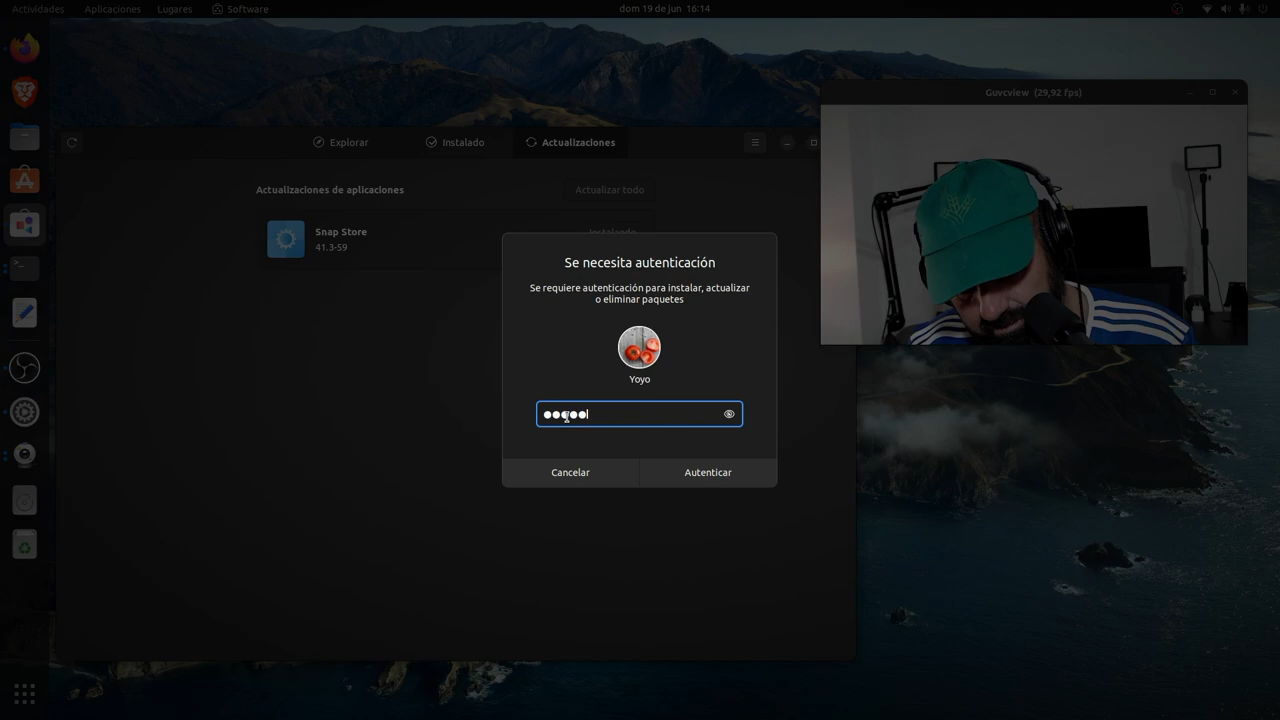 Actividades Aplicaciones Lugares Software dom 19 de jun 16:14
Guvcview (29,92 fps)
Explorar Instalado Actualizaciones
Actualizaciones de aplicaciones Actualizar todo
Snap Store Instalando
41.3-59
Se necesita autenticación
Se requiere autenticación para instalar, actualizar
o eliminar paquetes
Yoyo
Cancelar Autenticar